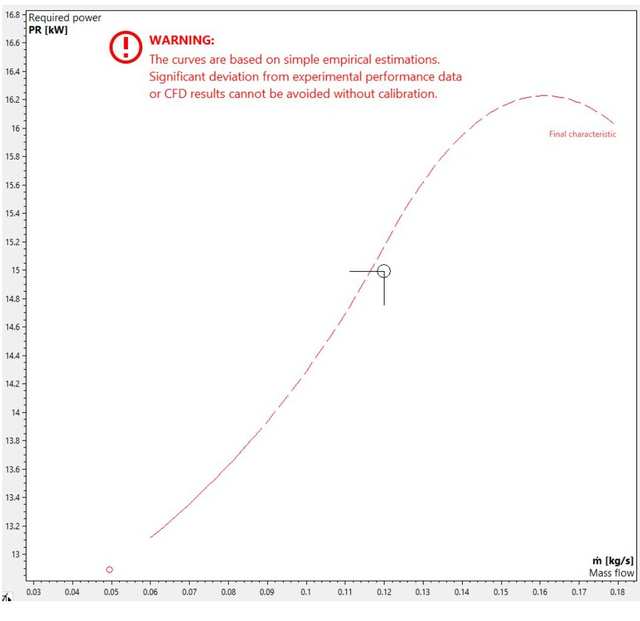 Required power
PR [kW]
WARNING:
The curves are based on simple empirical estimations.
Significant deviation from experimental performance data
or CFD results cannot be avoided without calibration.
Final characteristic
16.8
16.6
16.4
16.2
16
15.8
15.6
15.4
15.2
15
14.8
14.6
14.4
14.2
14
13.8
13.6
13.4
13.2
13
ṁ [kg/s]
Mass flow
0.03 0.04 0.05 0.06 0.07 0.08 0.09 0.1 0.11 0.12 0.13 0.14 0.15 0.16 0.17 0.18